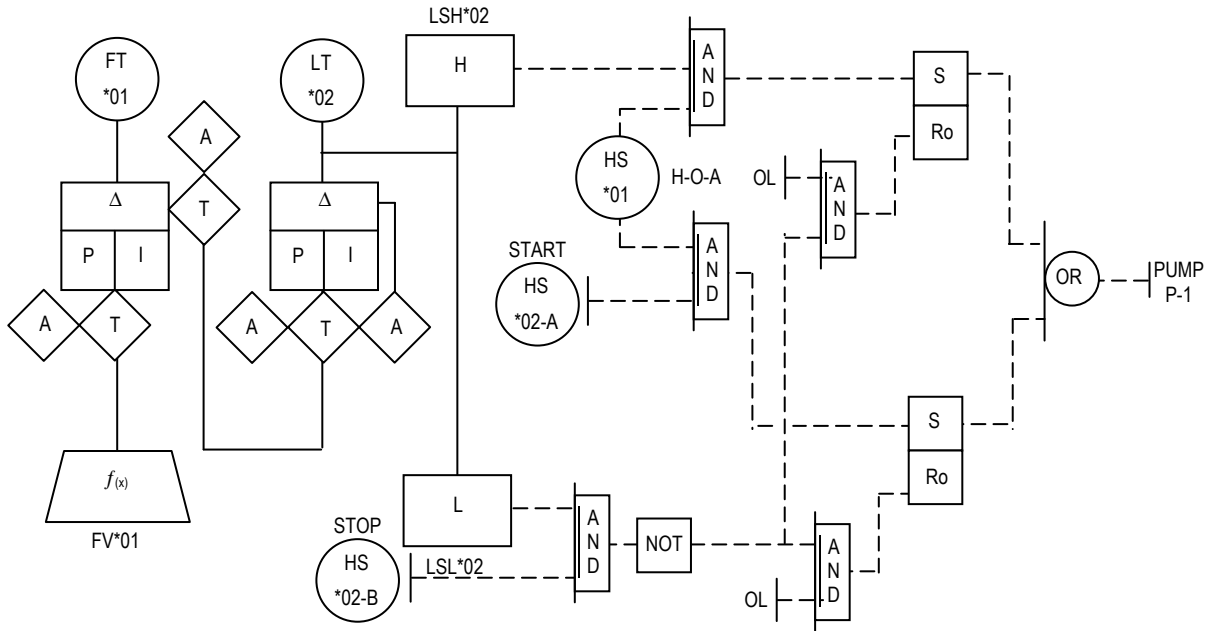 LSH*02
FT
*01
LT
*02
H
A
N
D
S
Ro
A
T
HS
*01
H-O-A
OL
A
N
D
Δ
P I
Δ
P I
START
HS
*02-A
A
N
D
OR
PUMP
P-1
A T
A T A
S
Ro
f(x)
FV*01
L
LSL*02
STOP
HS
*02-B
A
N
D
NOT
A
N
D
OL